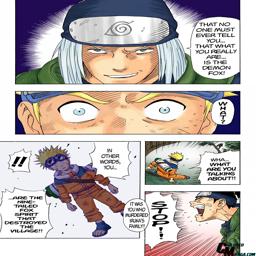 THAT NO
ONE MUST
EVER TELL
YOU...
THAT WHAT
YOU REALLY
ARE...
IS THE
DEMON
FOX!
WHAT?
WHA...
WHAT
ARE YOU
TALKING
ABOUT!!
IN
OTHER
WORDS,
YOU...
!!
STOP!
IT WAS YOU WHO
MURDERED
IRUKA'S
FAMILY!
ARE THE
NINE-
TAILED
FOX
SPIRIT
THAT
DESTROYED
THE
VILLAGE!!